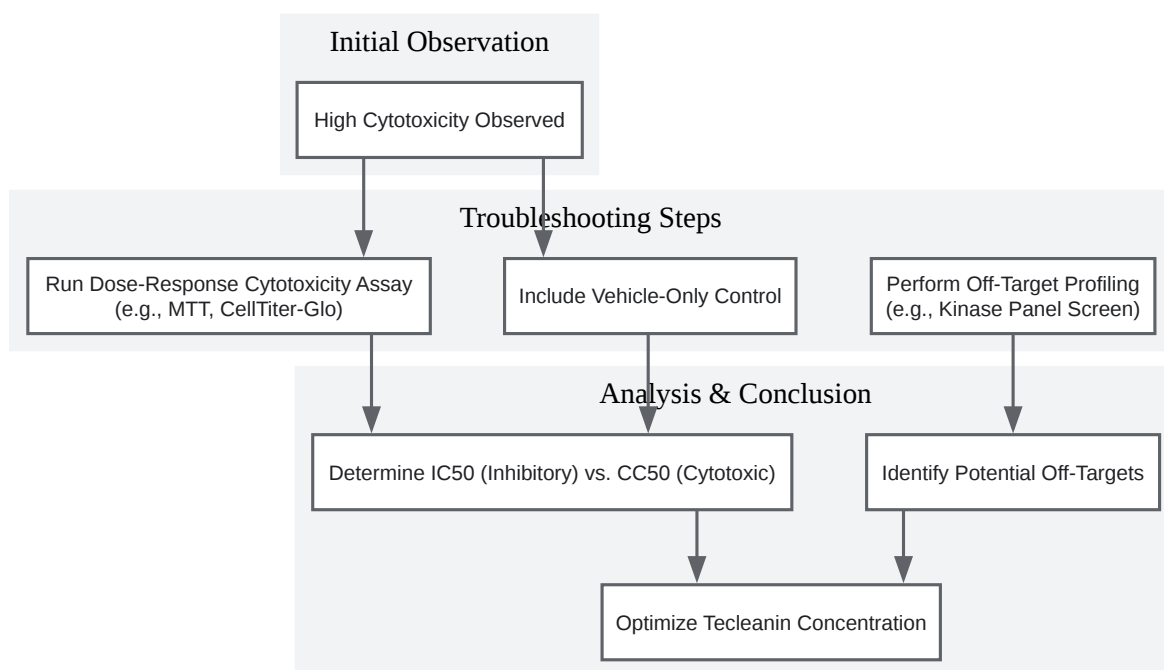 Initial Observation
High Cytotoxicity Observed
Troubleshooting Steps
Run Dose-Response Cytotoxicity Assay
(e.g., MTT, CellTiter-Glo)
Include Vehicle-Only Control
Perform Off-Target Profiling
(e.g., Kinase Panel Screen)
Analysis & Conclusion
Determine IC50 (Inhibitory) vs. CC50 (Cytotoxic)
Identify Potential Off-Targets
Optimize Tecleanin Concentration